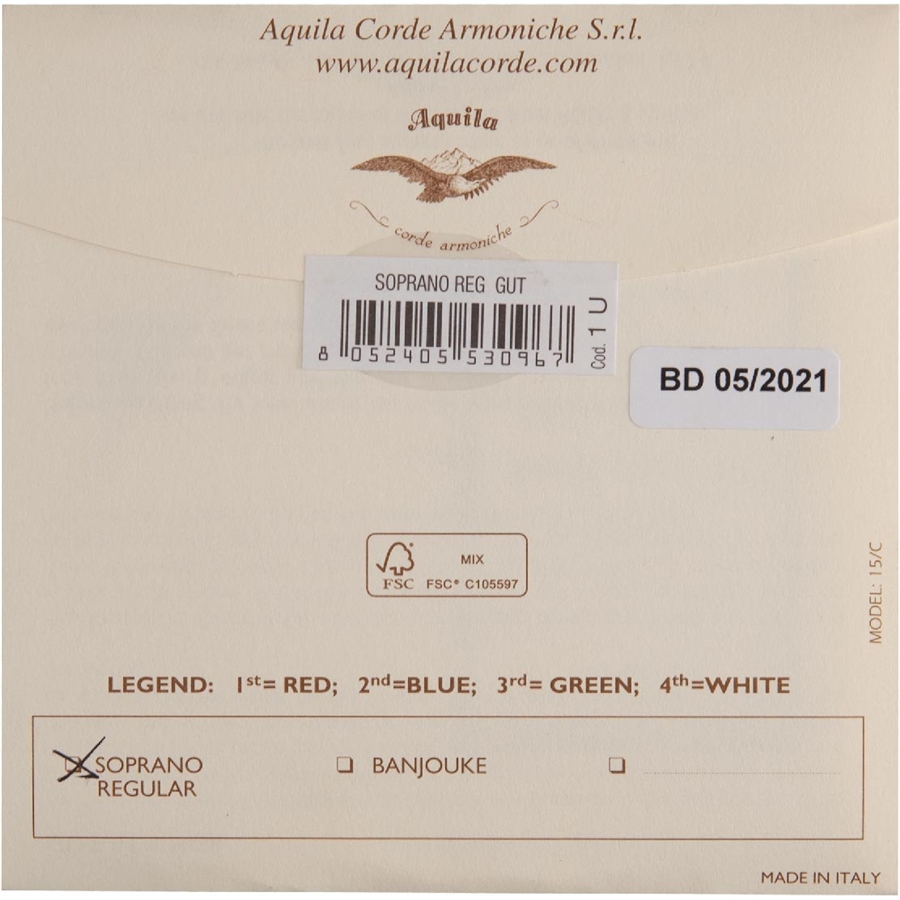 Aquila Corde Armoniche S.r.l.
www.aquilacorde.com
Aquila
corde armoniche
SOPRANO REG GUT
8 052405 530967
Cod. 1 U
BD 05/2021
MIX
FSC
FSC® C105597
MODEL: 15/C
LEGEND: 1st= RED; 2nd=BLUE; 3rd= GREEN; 4th=WHITE
SOPRANO
REGULAR
BANJOUKE
MADE IN ITALY